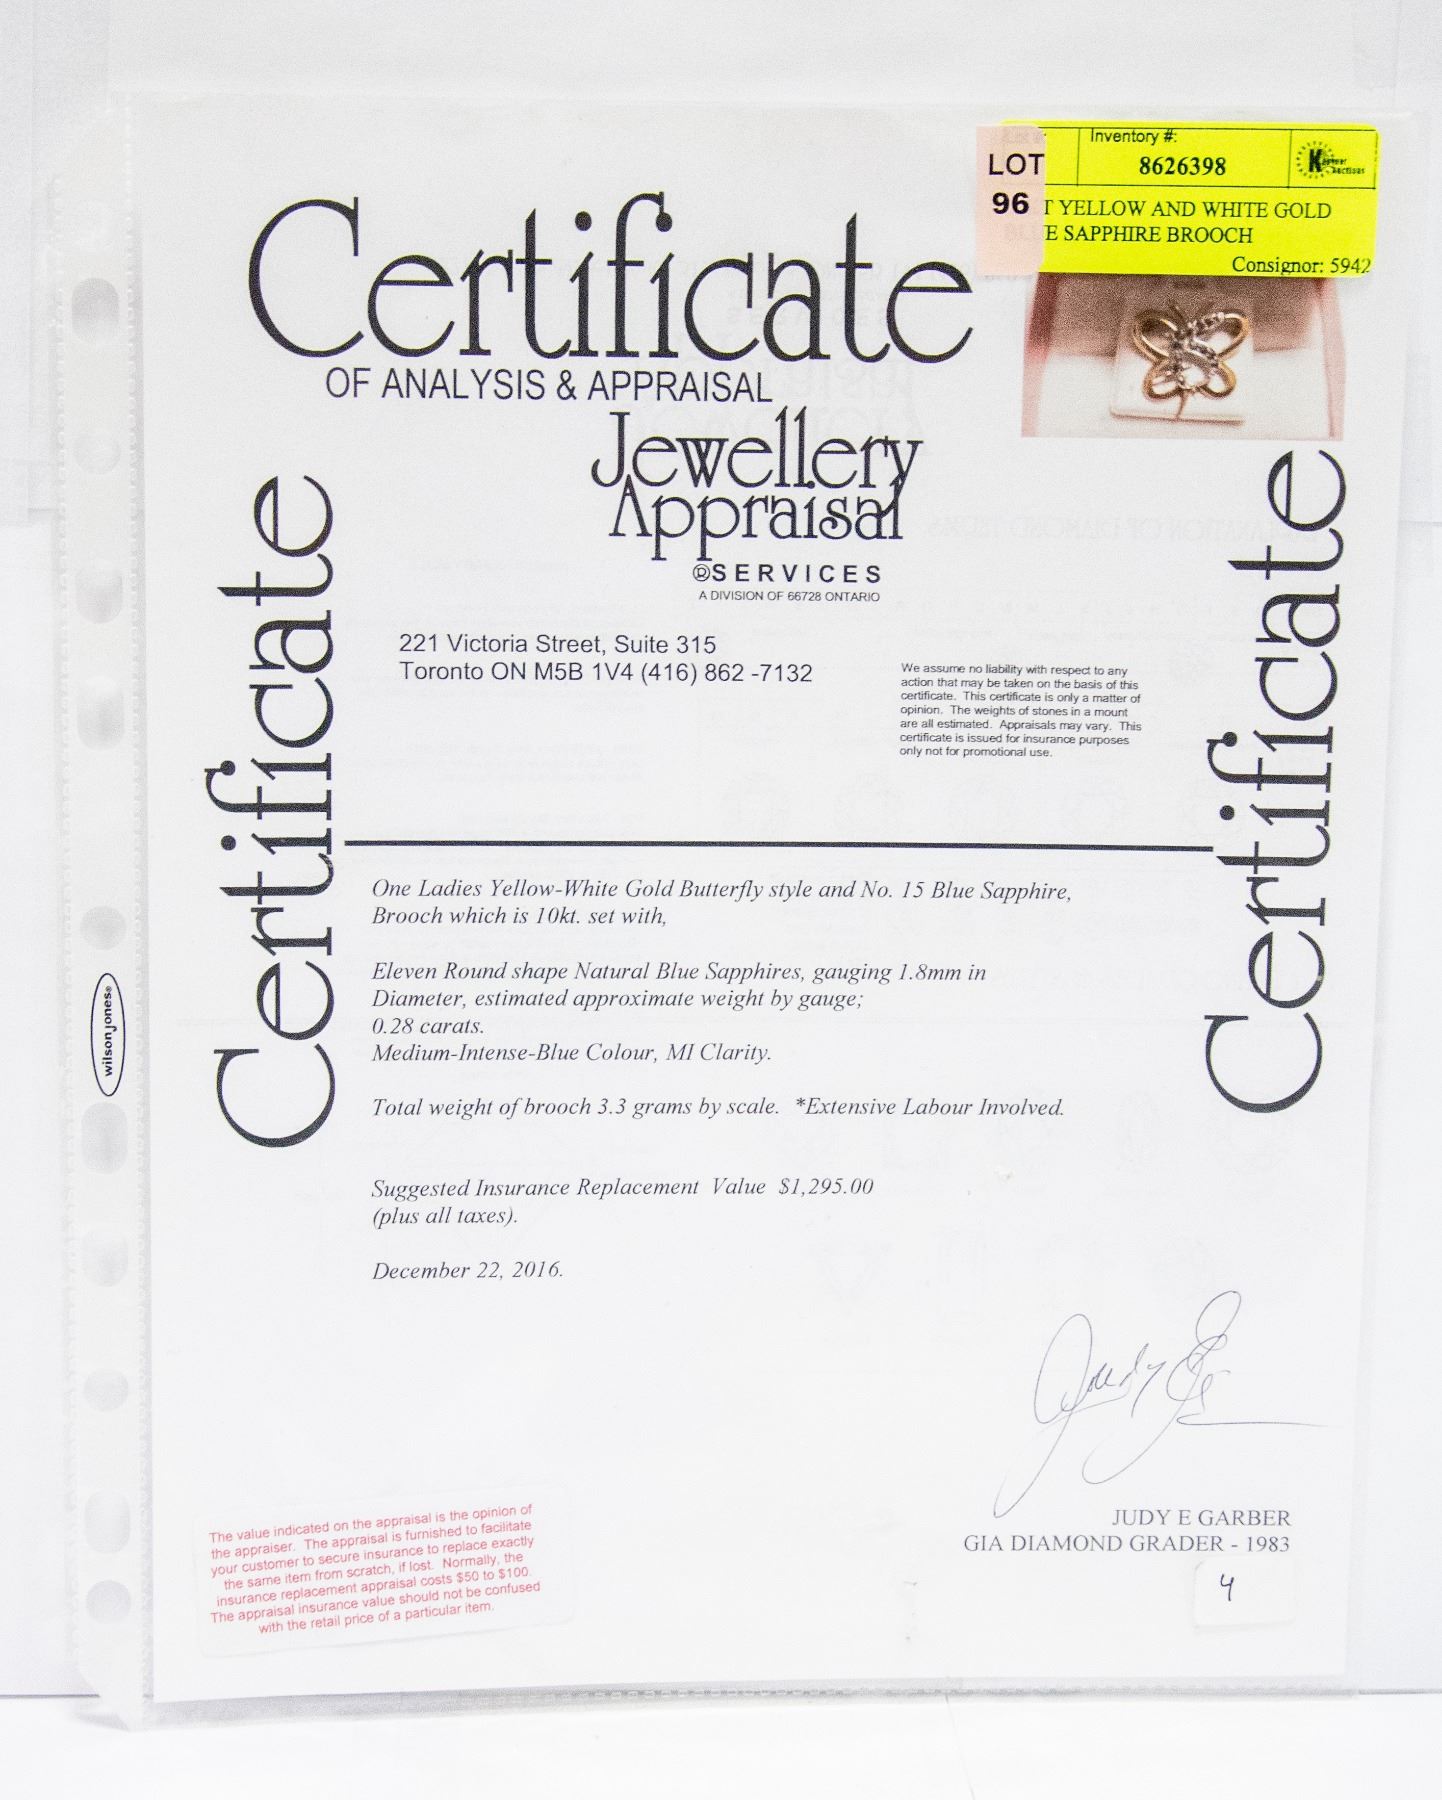 Inventory #:
8626398
LOT
96
T YELLOW AND WHITE GOLD
E SAPPHIRE BROOCH
Consignor: 5942
Certificate
OF ANALYSIS & APPRAISAL
Jewellery
Appraisal
®SERVICES
A DIVISION OF 66728 ONTARIO
Certificate
Certificate
221 Victoria Street, Suite 315
Toronto ON M5B 1V4 (416) 862 -7132
We assume no liability with respect to any
action that may be taken on the basis of this
certificate. This certificate is only a matter of
opinion. The weights of stones in a mount
are all estimated. Appraisals may vary. This
certificate is issued for insurance purposes
only not for promotional use.
One Ladies Yellow-White Gold Butterfly style and No. 15 Blue Sapphire,
Brooch which is 10kt. set with,
Eleven Round shape Natural Blue Sapphires, gauging 1.8mm in
Diameter, estimated approximate weight by gauge;
0.28 carats.
Medium-Intense-Blue Colour, MI Clarity.
Total weight of brooch 3.3 grams by scale. *Extensive Labour Involved.
Suggested Insurance Replacement Value $1,295.00
(plus all taxes).
December 22, 2016.
wilson jones®
JUDY E GARBER
GIA DIAMOND GRADER - 1983
4
The value indicated on the appraisal is the opinion of
the appraiser. The appraisal is furnished to facilitate
your customer to secure insurance to replace exactly
the same item from scratch, if lost. Normally, the
insurance replacement appraisal costs $50 to $100.
The appraisal insurance value should not be confused
with the retail price of a particular item.